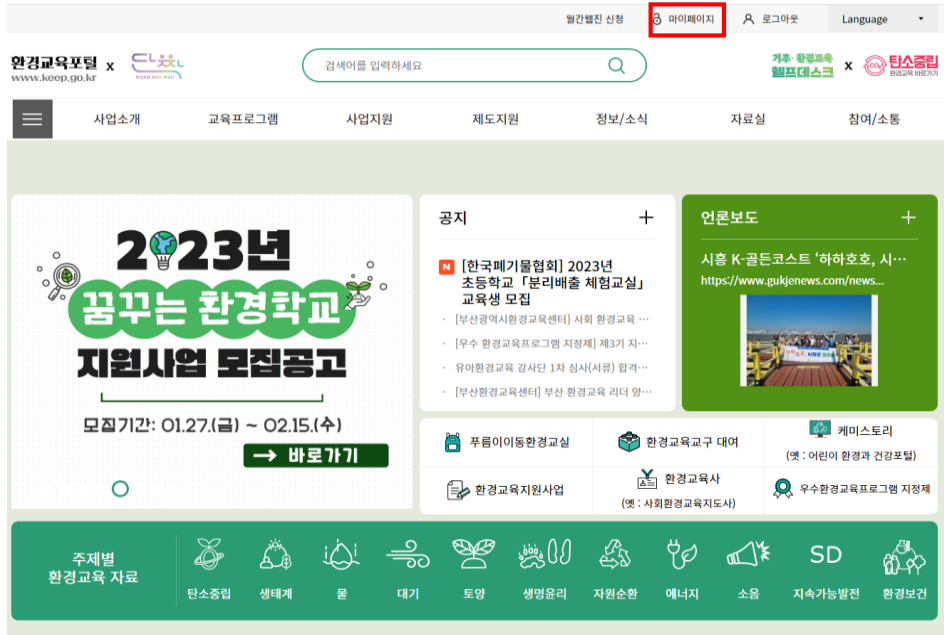 월간웹진 신청 마이페이지 로그아웃 Language
환경교육포털 x
www.keep.go.kr
검색어를 입력하세요
기후·환경교육
헬프데스크 x 탄소중립
환경교육 바로가기
사업소개 교육프로그램 사업지원 제도지원 정보/소식 자료실 참여/소통
2023년
꿈꾸는 환경학교
지원사업 모집공고
모집기간: 01.27.(금) ~ 02.15.(수)
→ 바로가기
공지 +
N [한국폐기물협회] 2023년
초등학교「분리배출 체험교실」
교육생 모집
· [부산광역시환경교육센터] 사회 환경교육 ···
· [우수 환경교육프로그램 지정제] 제3기 지···
· 유아환경교육 강사단 1차 심사(서류) 합격···
· [부산환경교육센터] 부산 환경교육 리더 양···
언론보도 +
시흥 K-골든코스트 '하하호호, 시···
https://www.gukjenews.com/news...
푸름이이동환경교실
환경교육교구 대여
케미스토리
(옛 : 어린이 환경과 건강포털)
환경교육지원사업
환경교육사
(옛 : 사회환경교육지도사)
우수환경교육프로그램 지정제
주제별
환경교육 자료
SD
탄소중립 생태계 물 대기 토양 생명윤리 자원순환 에너지 소음 지속가능발전 환경보건